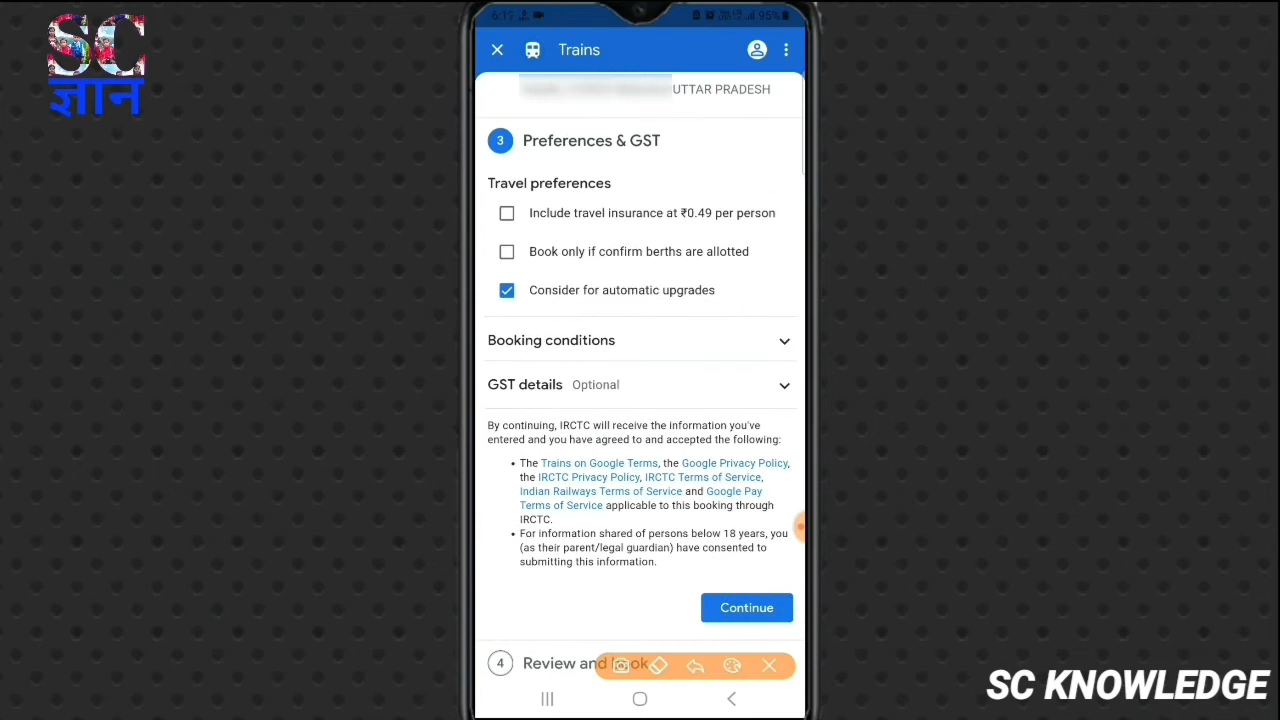 SC
ज्ञान
95%
Trains
UTTAR PRADESH
3 Preferences & GST
Travel preferences
Include travel insurance at ₹0.49 per person
Book only if confirm berths are allotted
Consider for automatic upgrades
Booking conditions
GST details Optional
By continuing, IRCTC will receive the information you've
entered and you have agreed to and accepted the following:
• The Trains on Google Terms, the Google Privacy Policy,
the IRCTC Privacy Policy, IRCTC Terms of Service,
Indian Railways Terms of Service and Google Pay
Terms of Service applicable to this booking through
IRCTC.
• For information shared of persons below 18 years, you
(as their parent/legal guardian) have consented to
submitting this information.
Continue
4 Review and
SC KNOWLEDGE